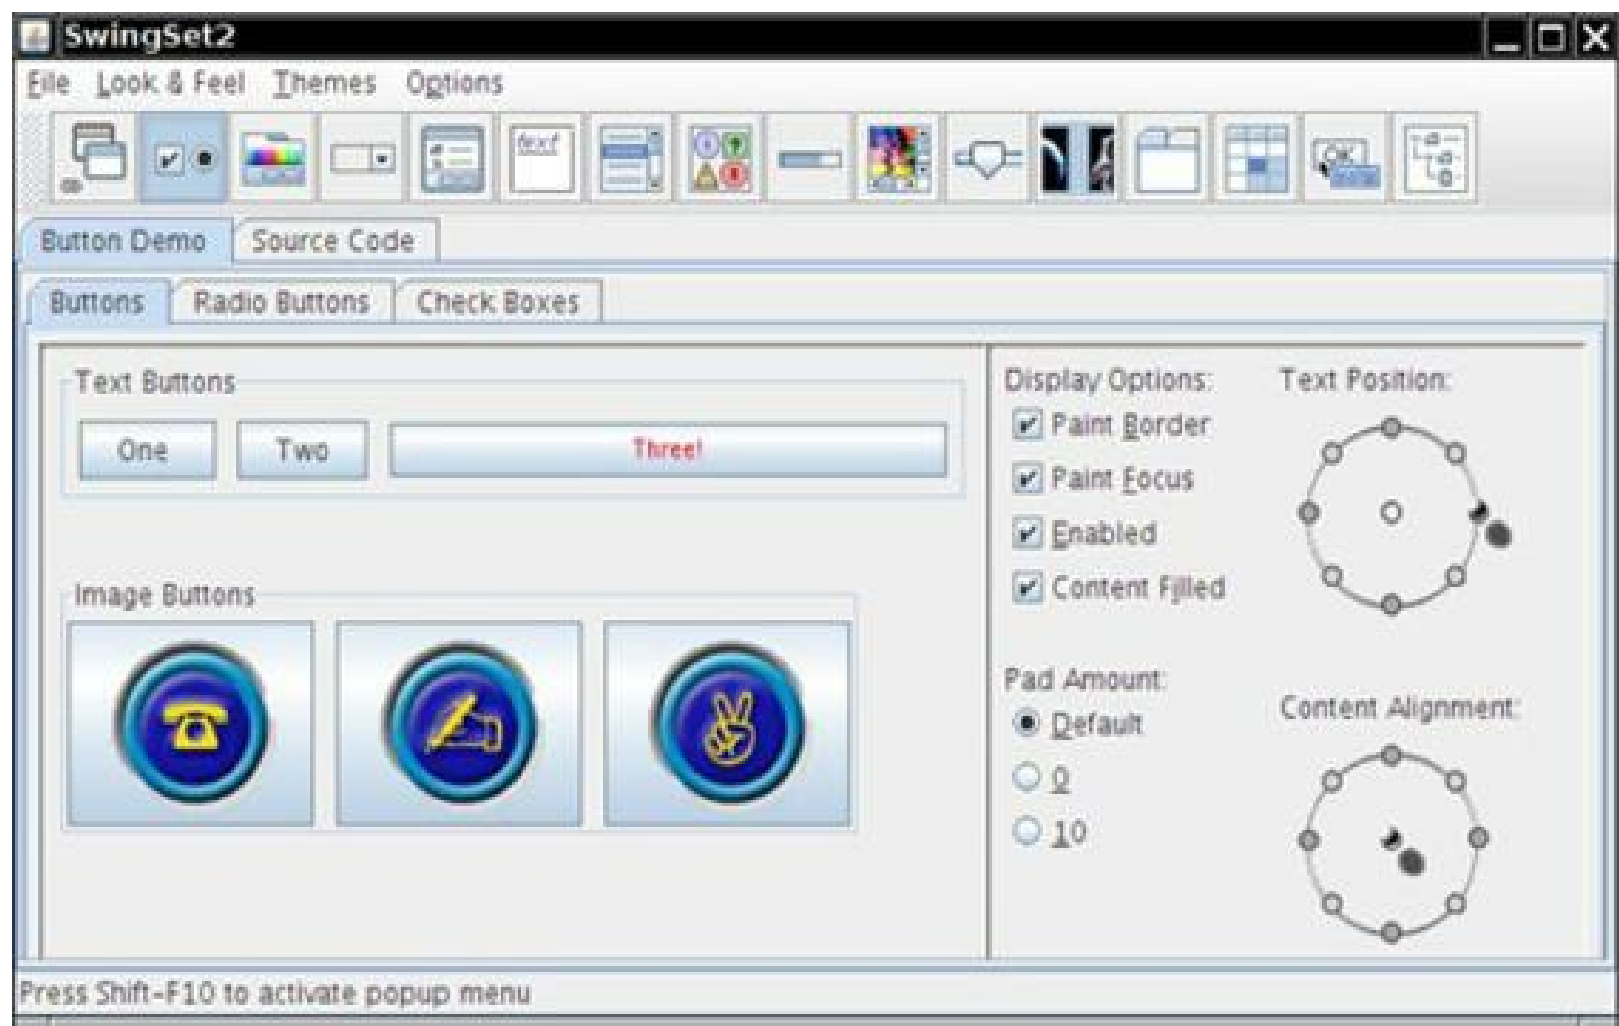 SwingSet2
File Look & Feel Themes Options
text
OK
Button Demo Source Code
Buttons Radio Buttons Check Boxes
Text Buttons
One Two Three!
Image Buttons
Display Options:
Paint Border
Paint Focus
Enabled
Content Filled
Pad Amount:
Default
0
10
Text Position:
Content Alignment:
Press Shift-F10 to activate popup menu